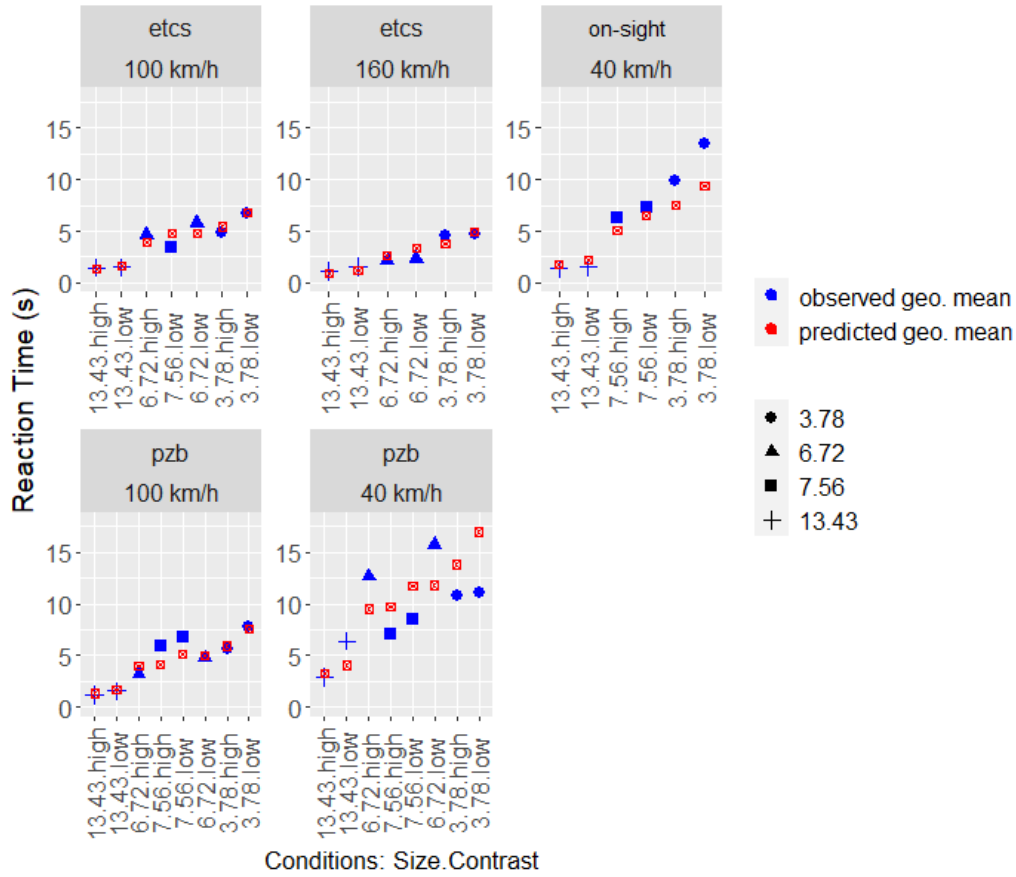 etcs
100 km/h
etcs
160 km/h
on-sight
40 km/h
15
10
5
0
15
10
5
0
15
10
5
0
13.43.high
13.43.low
6.72.high
7.56.low
6.72.low
3.78.high
3.78.low
13.43.high
13.43.low
6.72.high
6.72.low
3.78.high
3.78.low
13.43.high
13.43.low
7.56.high
7.56.low
3.78.high
3.78.low
Reaction Time (s)
observed geo. mean
predicted geo. mean
3.78
6.72
7.56
13.43
pzb
100 km/h
pzb
40 km/h
15
10
5
0
15
10
5
0
13.43.high
13.43.low
6.72.high
7.56.high
7.56.low
6.72.low
3.78.high
3.78.low
13.43.high
13.43.low
6.72.high
7.56.high
7.56.low
6.72.low
3.78.high
3.78.low
Conditions: Size.Contrast